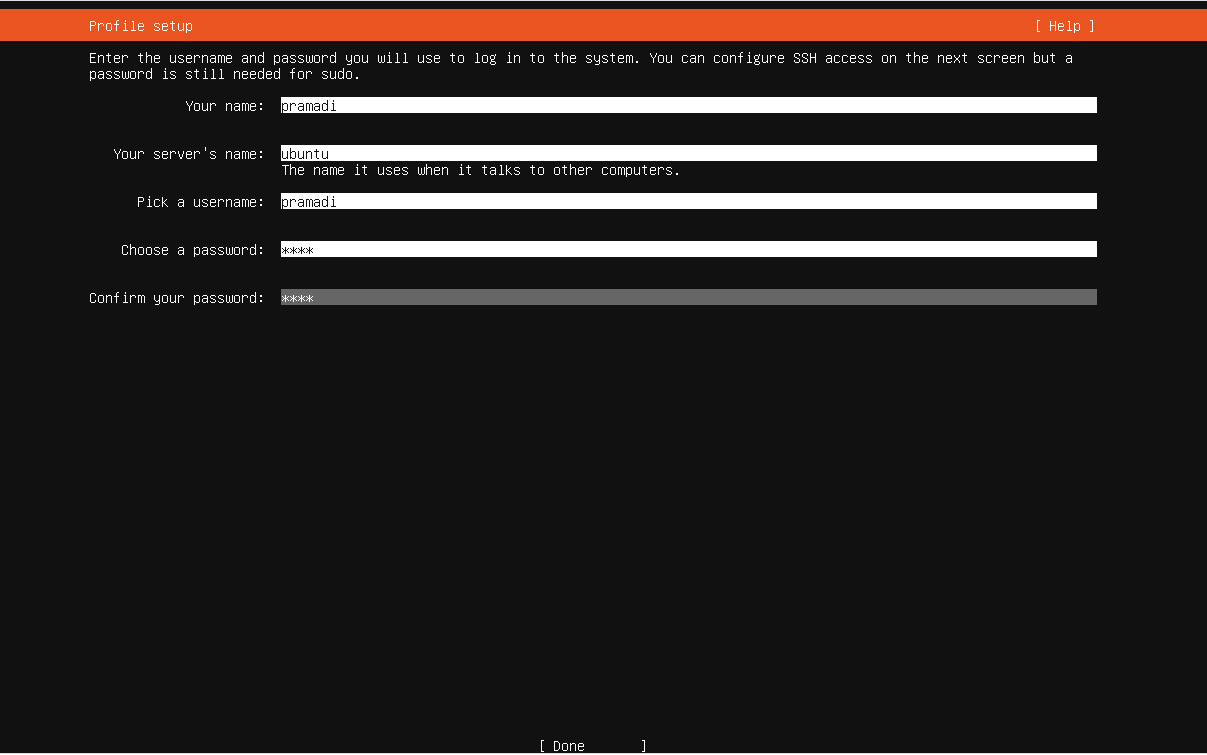 Profile setup [ Help ]
Enter the username and password you will use to log in to the system. You can configure SSH access on the next screen but a
password is still needed for sudo.
Your name: pramadi
Your server's name: ubuntu
The name it uses when it talks to other computers.
Pick a username: pramadi
Choose a password: ****
Confirm your password: ****
[ Done ]